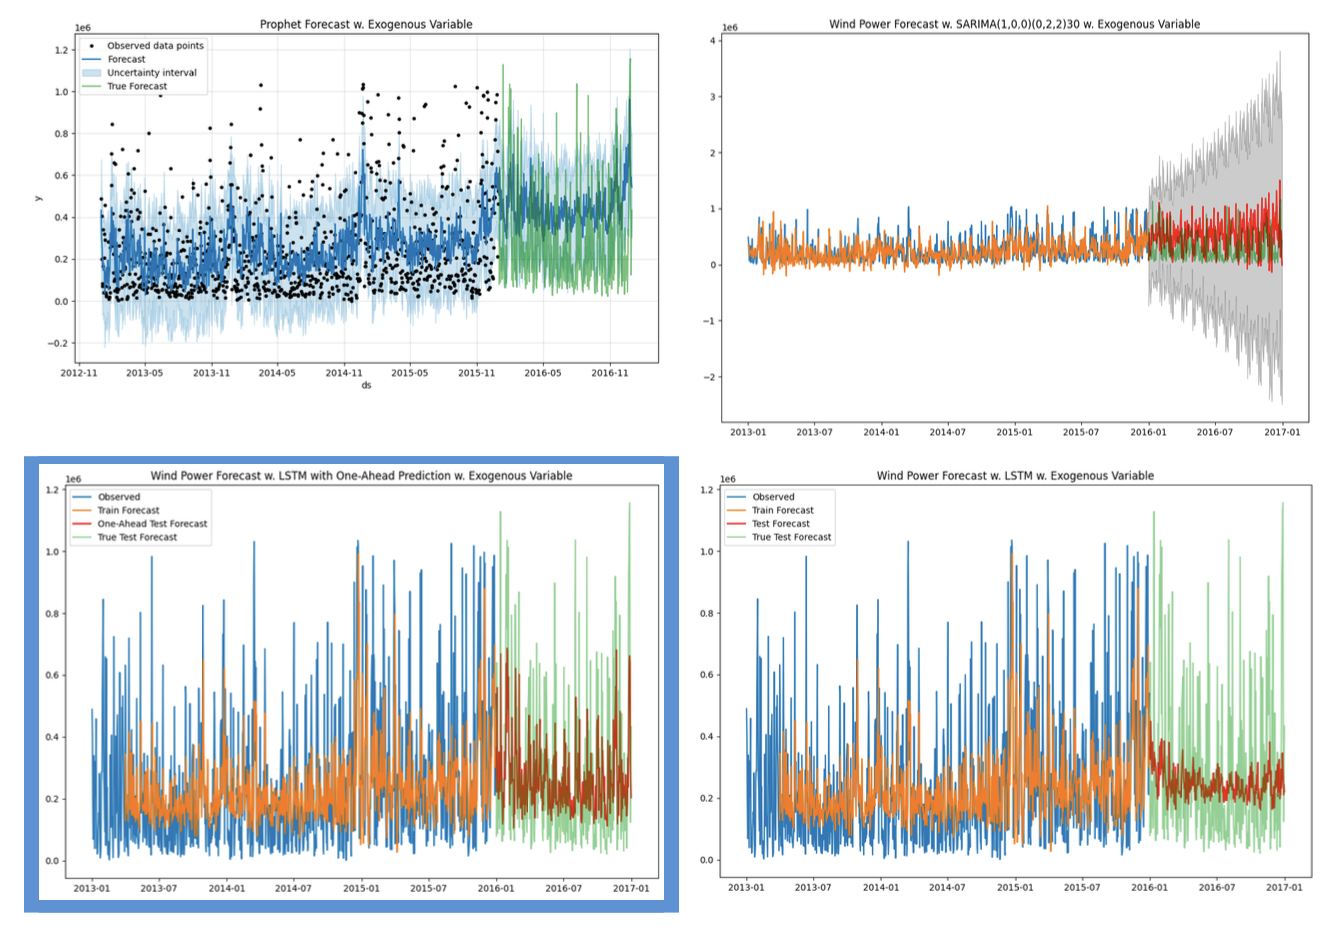 Prophet Forecast w. Exogenous Variable
1e6
Observed data points
Forecast
Uncertainty interval
True Forecast
1.2
1.0
0.8
0.6
0.4
0.2
0.0
−0.2
y
2012-11 2013-05 2013-11 2014-05 2014-11 2015-05 2015-11 2016-05 2016-11
ds
Wind Power Forecast w. SARIMA(1,0,0)(0,2,2)30 w. Exogenous Variable
1e6
4
3
2
1
0
−1
−2
2013-01 2013-07 2014-01 2014-07 2015-01 2015-07 2016-01 2016-07 2017-01
Wind Power Forecast w. LSTM with One-Ahead Prediction w. Exogenous Variable
1e6
Observed
Train Forecast
One-Ahead Test Forecast
True Test Forecast
1.2
1.0
0.8
0.6
0.4
0.2
0.0
2013-01 2013-07 2014-01 2014-07 2015-01 2015-07 2016-01 2016-07 2017-01
Wind Power Forecast w. LSTM w. Exogenous Variable
1e6
Observed
Train Forecast
Test Forecast
True Test Forecast
1.2
1.0
0.8
0.6
0.4
0.2
0.0
2013-01 2013-07 2014-01 2014-07 2015-01 2015-07 2016-01 2016-07 2017-01